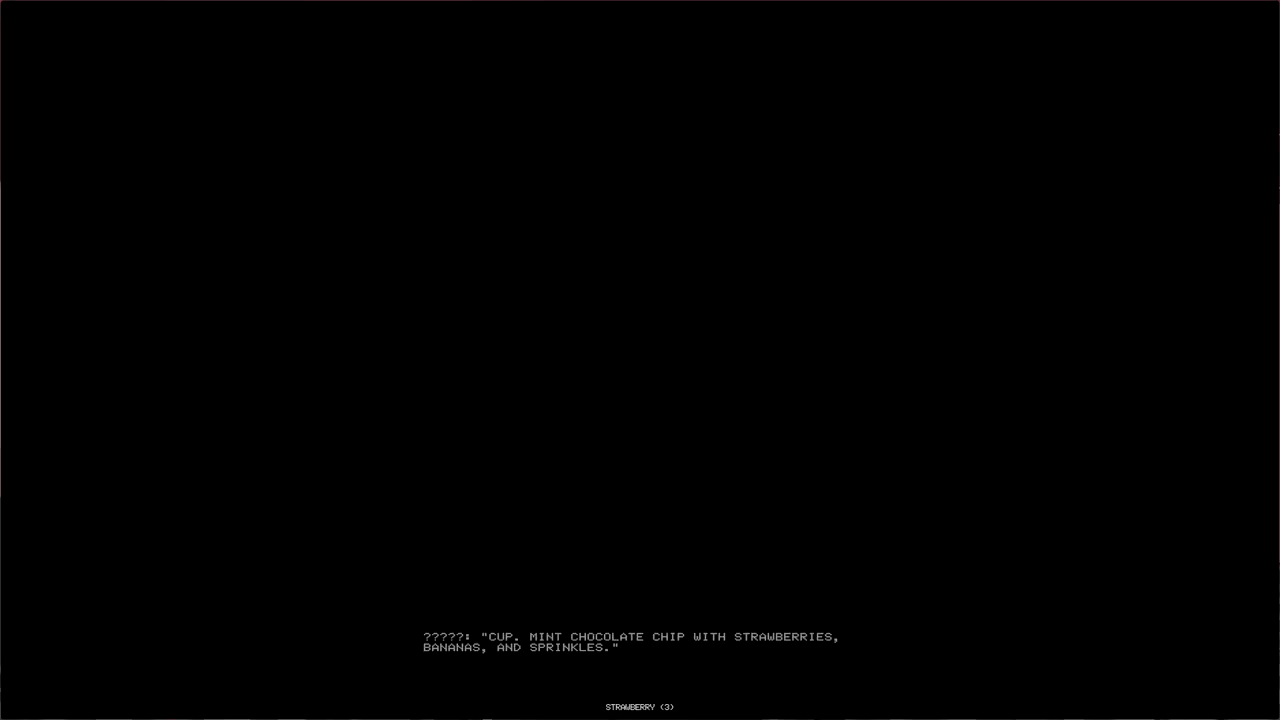 ?????: "CUP. MINT CHOCOLATE CHIP WITH STRAWBERRIES,
BANANAS, AND SPRINKLES."
STRAWBERRY (3)